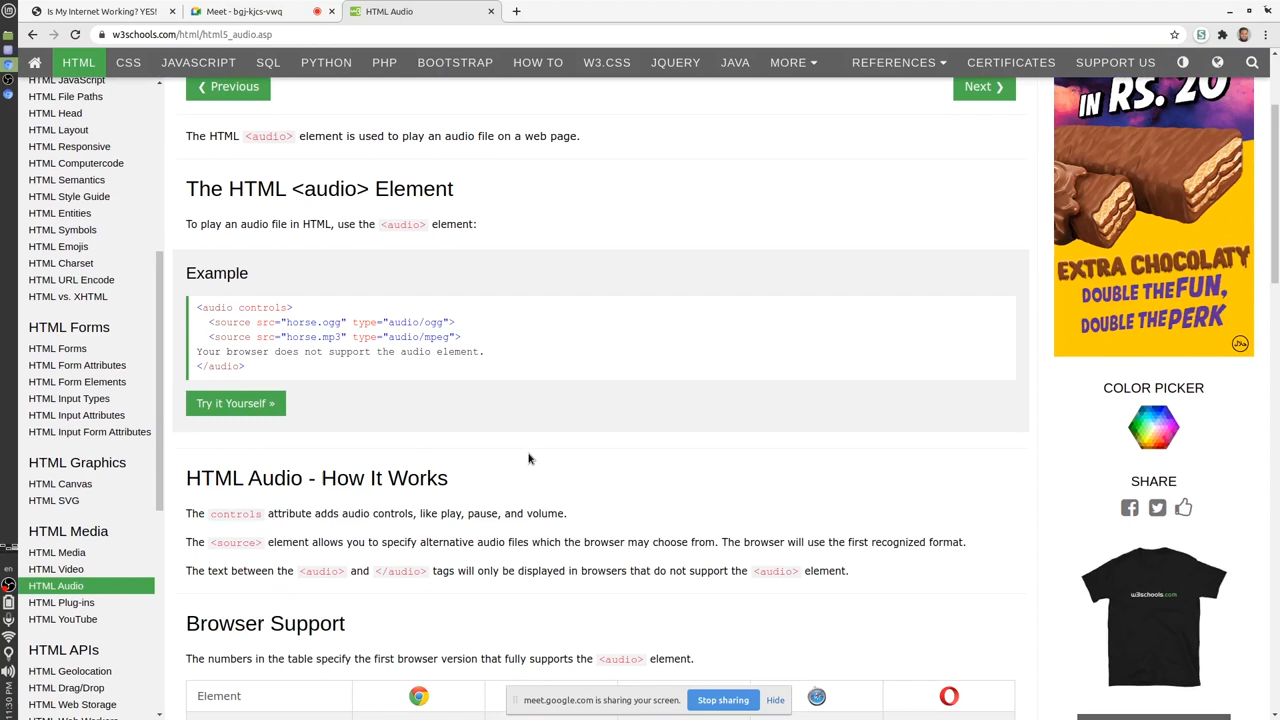 Is My Internet Working? YES!
Meet - bgj-kjcs-vwq
HTML Audio
w3schools.com/html/html5_audio.asp
HTML CSS JAVASCRIPT SQL PYTHON PHP BOOTSTRAP HOW TO W3.CSS JQUERY JAVA MORE REFERENCES CERTIFICATES SUPPORT US
HTML JavaScript
HTML File Paths
HTML Head
HTML Layout
HTML Responsive
HTML Computercode
HTML Semantics
HTML Style Guide
HTML Entities
HTML Symbols
HTML Emojis
HTML Charset
HTML URL Encode
HTML vs. XHTML
HTML Forms
HTML Forms
HTML Form Attributes
HTML Form Elements
HTML Input Types
HTML Input Attributes
HTML Input Form Attributes
HTML Graphics
HTML Canvas
HTML SVG
HTML Media
HTML Media
HTML Video
HTML Audio
HTML Plug-ins
HTML YouTube
HTML APIs
HTML Geolocation
HTML Drag/Drop
HTML Web Storage
HTML Web Workers
❮ Previous
Next ❯
The HTML <audio> element is used to play an audio file on a web page.
The HTML <audio> Element
To play an audio file in HTML, use the <audio> element:
Example
<audio controls>
<source src="horse.ogg" type="audio/ogg">
<source src="horse.mp3" type="audio/mpeg">
Your browser does not support the audio element.
</audio>
Try it Yourself »
HTML Audio - How It Works
The controls attribute adds audio controls, like play, pause, and volume.
The <source> element allows you to specify alternative audio files which the browser may choose from. The browser will use the first recognized format.
The text between the <audio> and </audio> tags will only be displayed in browsers that do not support the <audio> element.
Browser Support
The numbers in the table specify the first browser version that fully supports the <audio> element.
Element
meet.google.com is sharing your screen.
Stop sharing
Hide
IN RS. 20
EXTRA CHOCOLATY
DOUBLE THE FUN,
DOUBLE THE PERK
COLOR PICKER
SHARE
w3schools.com
en
11:30 PM